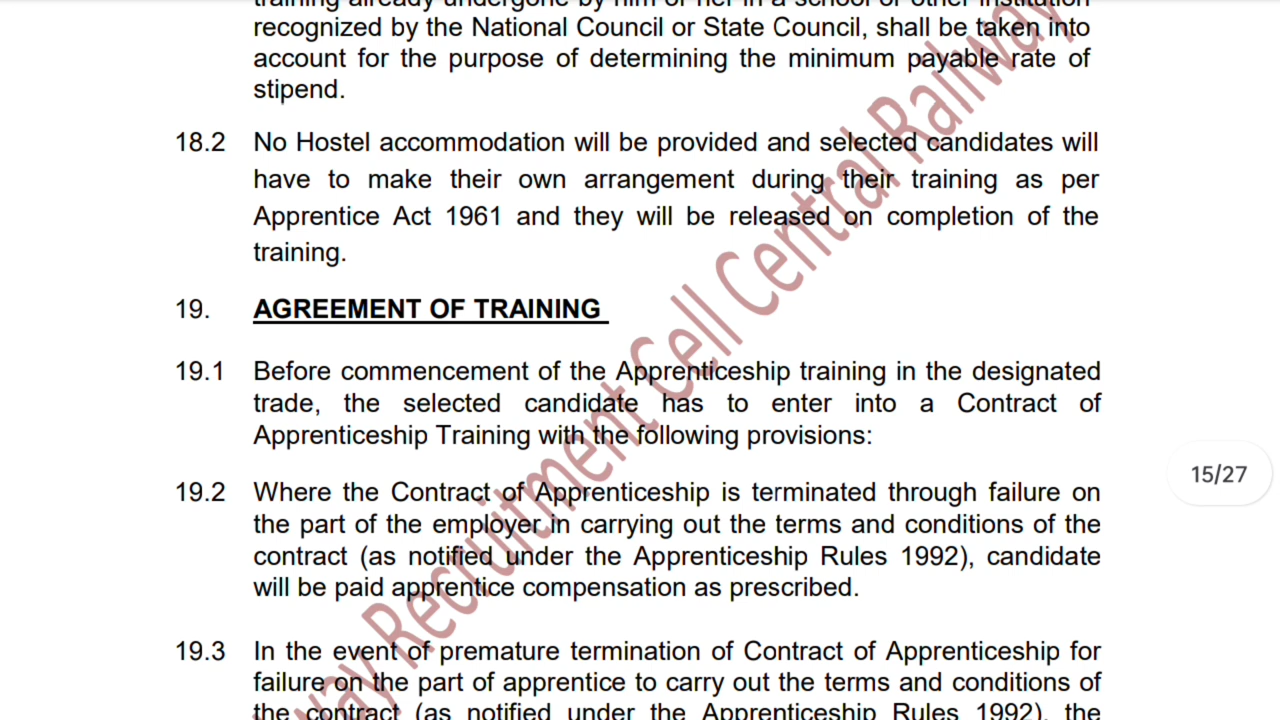 training already undergone by him or her in a school or other institution
recognized by the National Council or State Council, shall be taken into
account for the purpose of determining the minimum payable rate of
stipend.
18.2 No Hostel accommodation will be provided and selected candidates will
have to make their own arrangement during their training as per
Apprentice Act 1961 and they will be released on completion of the
training.
19. AGREEMENT OF TRAINING
19.1 Before commencement of the Apprenticeship training in the designated
trade, the selected candidate has to enter into a Contract of
Apprenticeship Training with the following provisions:
19.2 Where the Contract of Apprenticeship is terminated through failure on
the part of the employer in carrying out the terms and conditions of the
contract (as notified under the Apprenticeship Rules 1992), candidate
will be paid apprentice compensation as prescribed.
19.3 In the event of premature termination of Contract of Apprenticeship for
failure on the part of apprentice to carry out the terms and conditions of
the contract (as notified under the Apprenticeship Rules 1992), the
way Recruitment Cell Central Railway
15/27